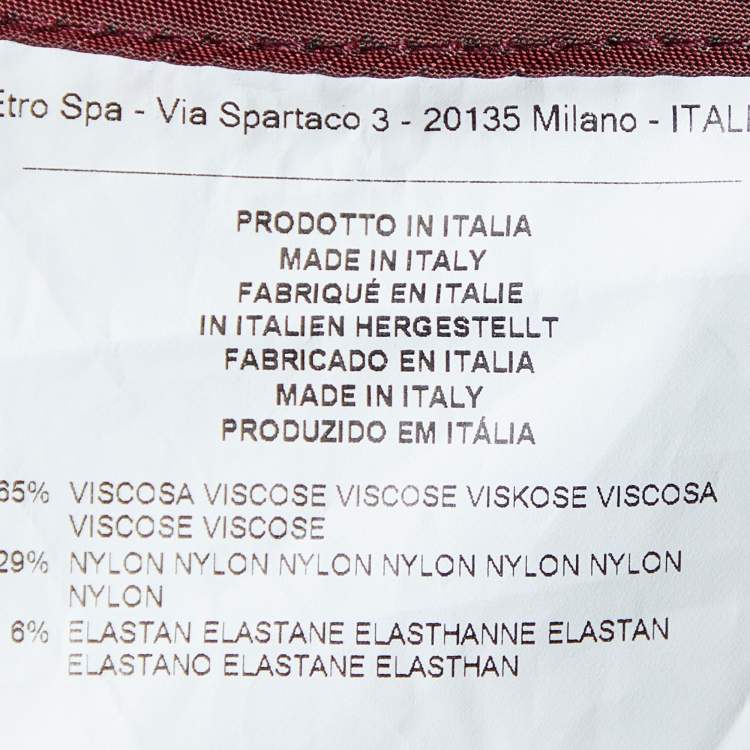 Etro Spa - Via Spartaco 3 - 20135 Milano - ITALI
PRODOTTO IN ITALIA
MADE IN ITALY
FABRIQUÉ EN ITALIE
IN ITALIEN HERGESTELLT
FABRICADO EN ITALIA
MADE IN ITALY
PRODUZIDO EM ITÁLIA
65% VISCOSA VISCOSE VISCOSE VISKOSE VISCOSA
VISCOSE VISCOSE
29% NYLON NYLON NYLON NYLON NYLON NYLON
NYLON
6% ELASTAN ELASTANE ELASTHANNE ELASTAN
ELASTANO ELASTANE ELASTHAN